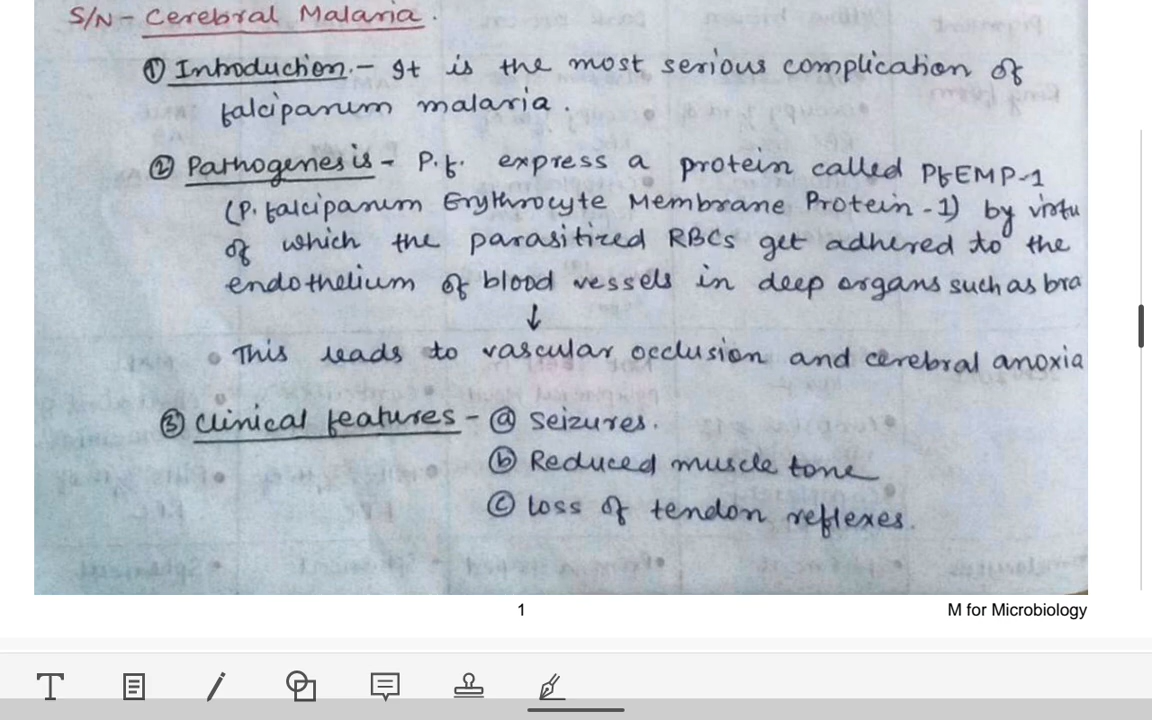 S/N - Cerebral Malaria.
① Introduction. - It is the most serious complication of
falciparum malaria.
② Pathogenesis - P.f. express a protein called PfEMP-1
(P. falciparum Erythrocyte Membrane Protein -1) by virtu
of which the parasitized RBCs get adhered to the
endothelium of blood vessels in deep organs such as bra
↓
• This leads to vascular occlusion and cerebral anoxia
③ Clinical features - ⓐ Seizures.
ⓑ Reduced muscle tone
ⓒ Loss of tendon reflexes.
1
M for Microbiology
T